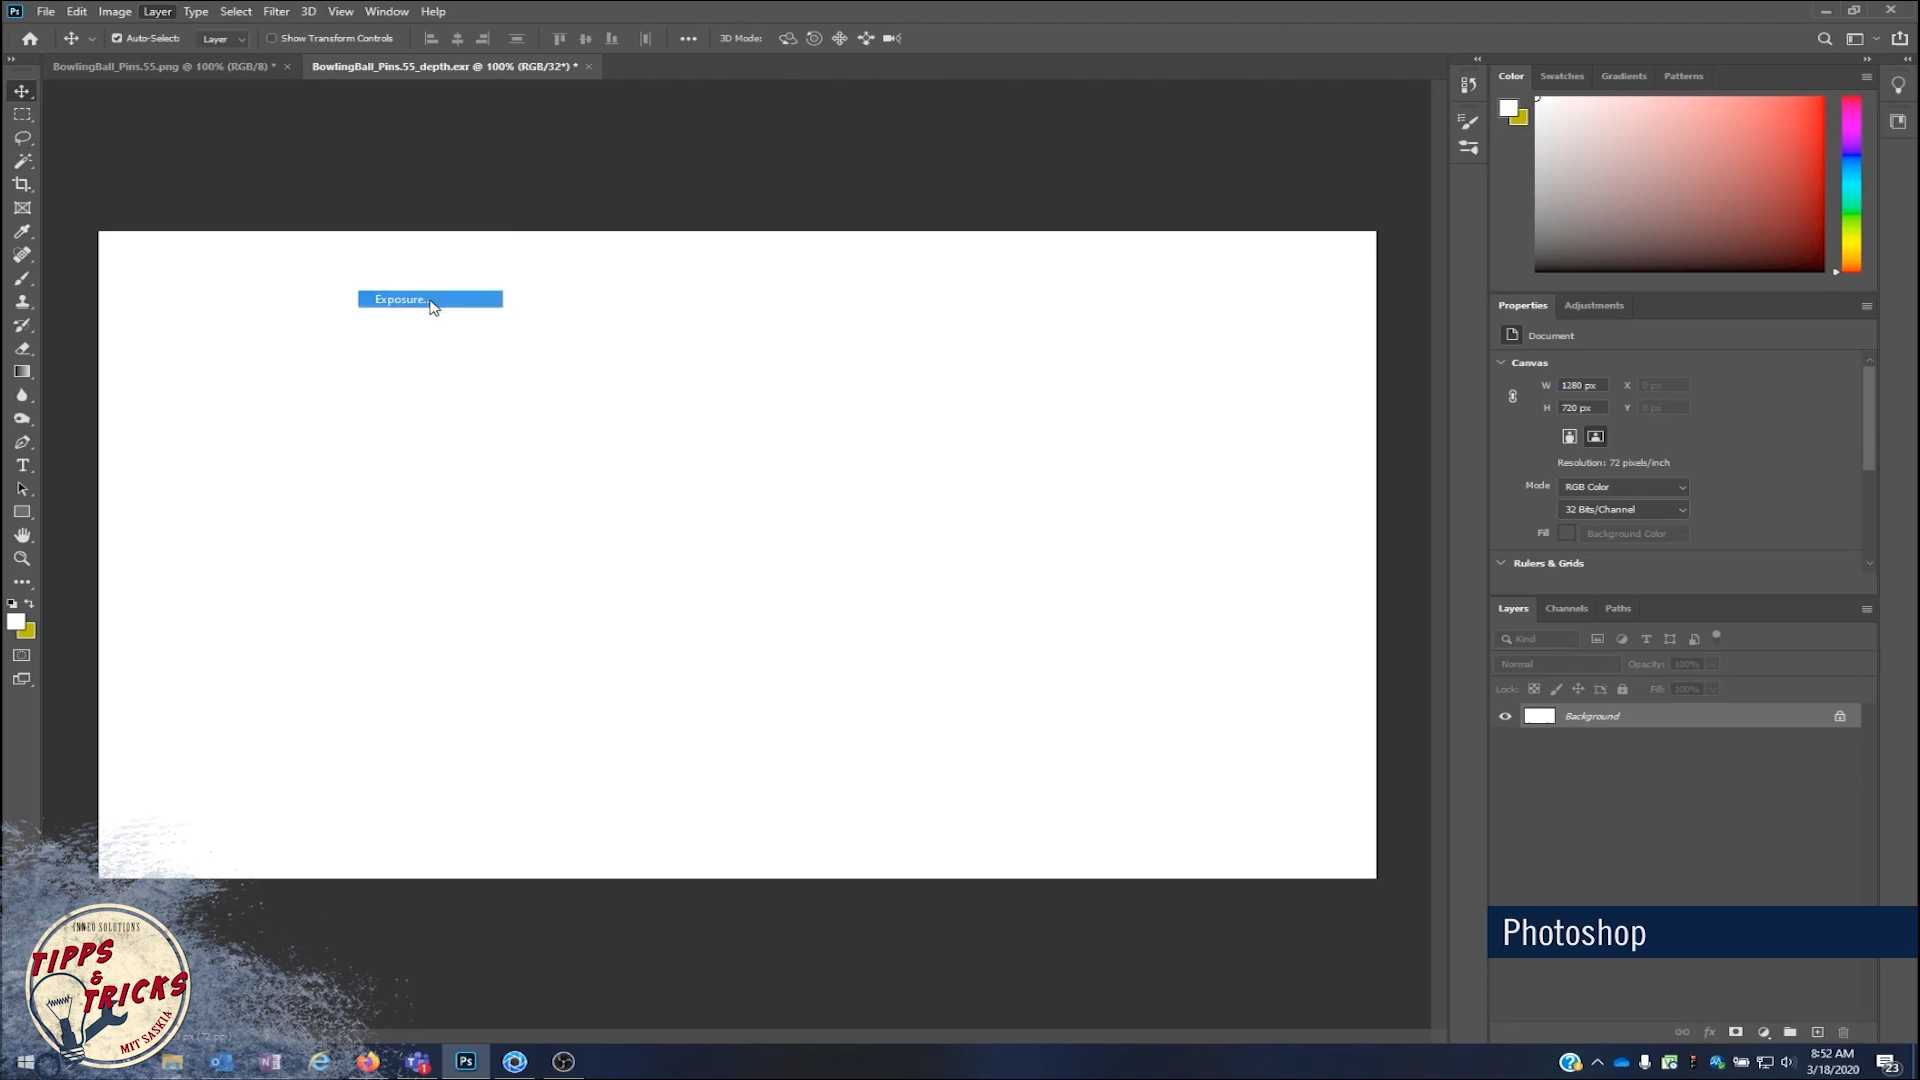 Ps File Edit Image Layer Type Select Filter 3D View Window Help
Auto-Select: Layer Show Transform Controls 3D Mode:
BowlingBall_Pins.55.png @ 100% (RGB/8) * × BowlingBall_Pins.55_depth.exr @ 100% (RGB/32*) * ×
Color Swatches Gradients Patterns
Exposure...
Properties Adjustments
Document
Canvas
W 1280 px X 0 px
H 720 px Y 0 px
Resolution: 72 pixels/inch
Mode RGB Color
32 Bits/Channel
Fill Background Color
Rulers & Grids
Layers Channels Paths
Kind
Normal Opacity: 100%
Lock: Fill: 100%
Background
Photoshop
INNEO SOLUTIONS
TIPPS
&
TRICKS
MIT SASKIA
Ps
8:52 AM
3/18/2020
23